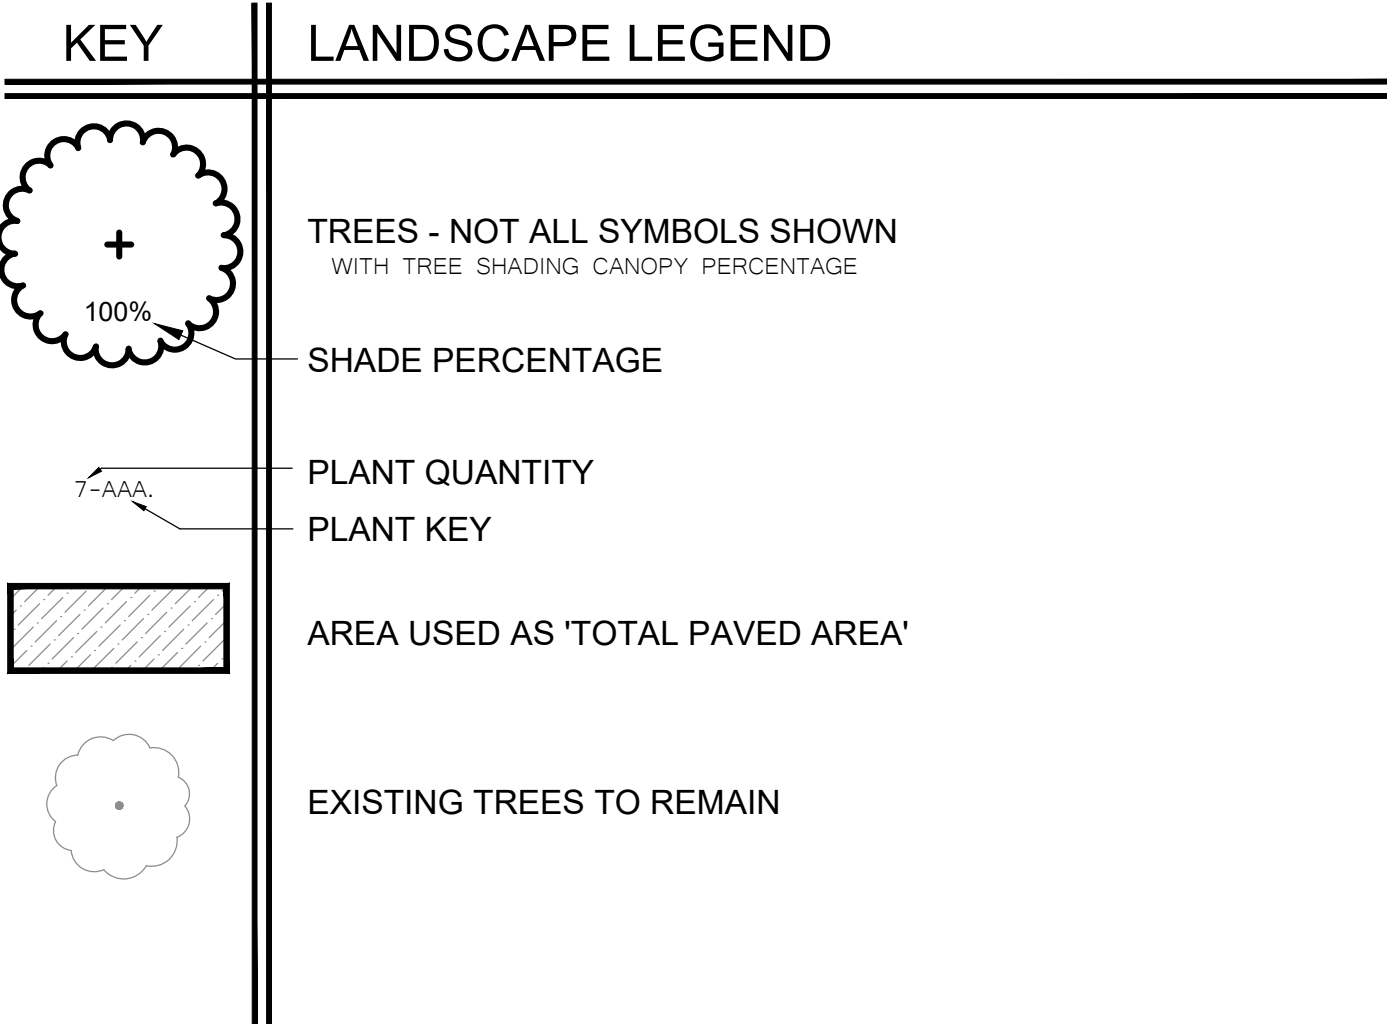 KEY
LANDSCAPE LEGEND
TREES - NOT ALL SYMBOLS SHOWN
WITH TREE SHADING CANOPY PERCENTAGE
100%
SHADE PERCENTAGE
PLANT QUANTITY
7-AAA.
PLANT KEY
AREA USED AS 'TOTAL PAVED AREA'
EXISTING TREES TO REMAIN